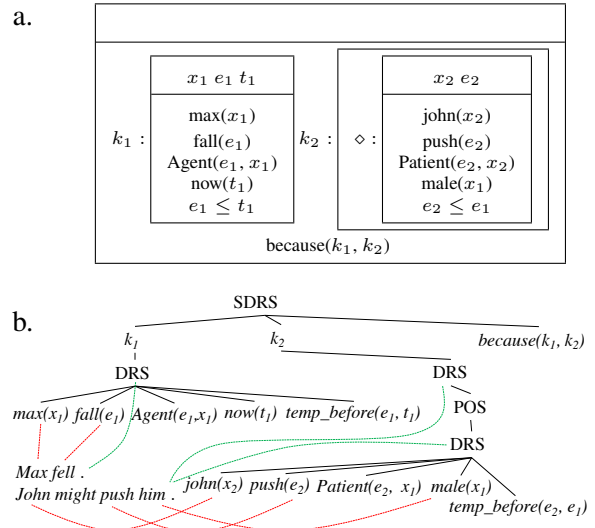 a.
x₁ e₁ t₁
x₂ e₂
max(x₁)
john(x₂)
k₁ :
fall(e₁)
k₂ :
◇ :
push(e₂)
Agent(e₁, x₁)
Patient(e₂, x₂)
now(t₁)
male(x₁)
e₁ ≤ t₁
e₂ ≤ e₁
because(k₁, k₂)
b.
SDRS
k₁
k₂
because(k₁, k₂)
DRS
DRS
max(x₁) fall(e₁) Agent(e₁,x₁) now(t₁) temp_before(e₁, t₁)
POS
DRS
Max fell .
John might push him .
john(x₂) push(e₂) Patient(e₂, x₁) male(x₁)
temp_before(e₂, e₁)